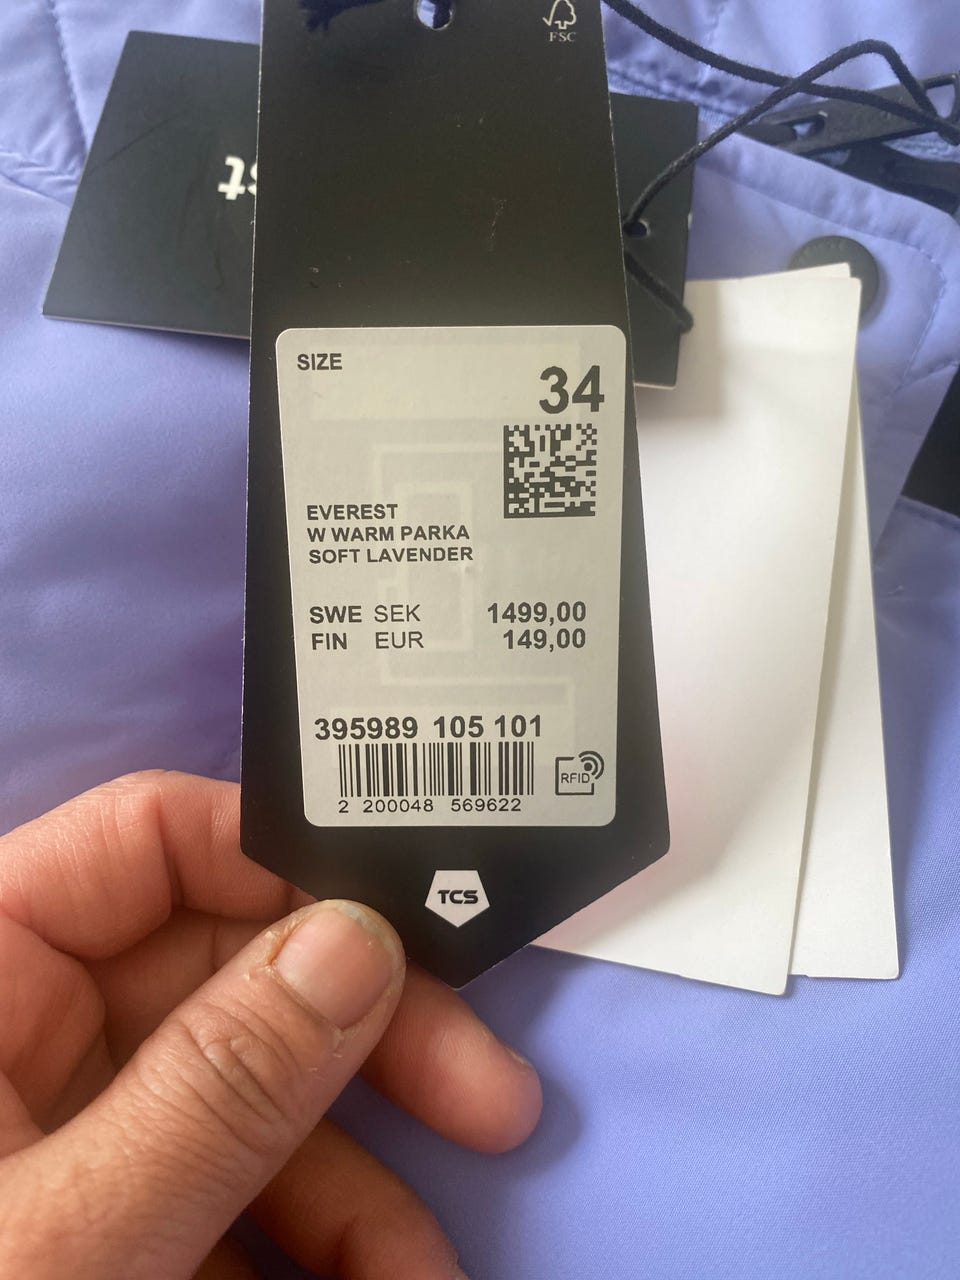 FSC
SIZE
34
EVEREST
W WARM PARKA
SOFT LAVENDER
SWE SEK 1499,00
FIN EUR 149,00
395989 105 101
RFID
2 200048 569622
TCS